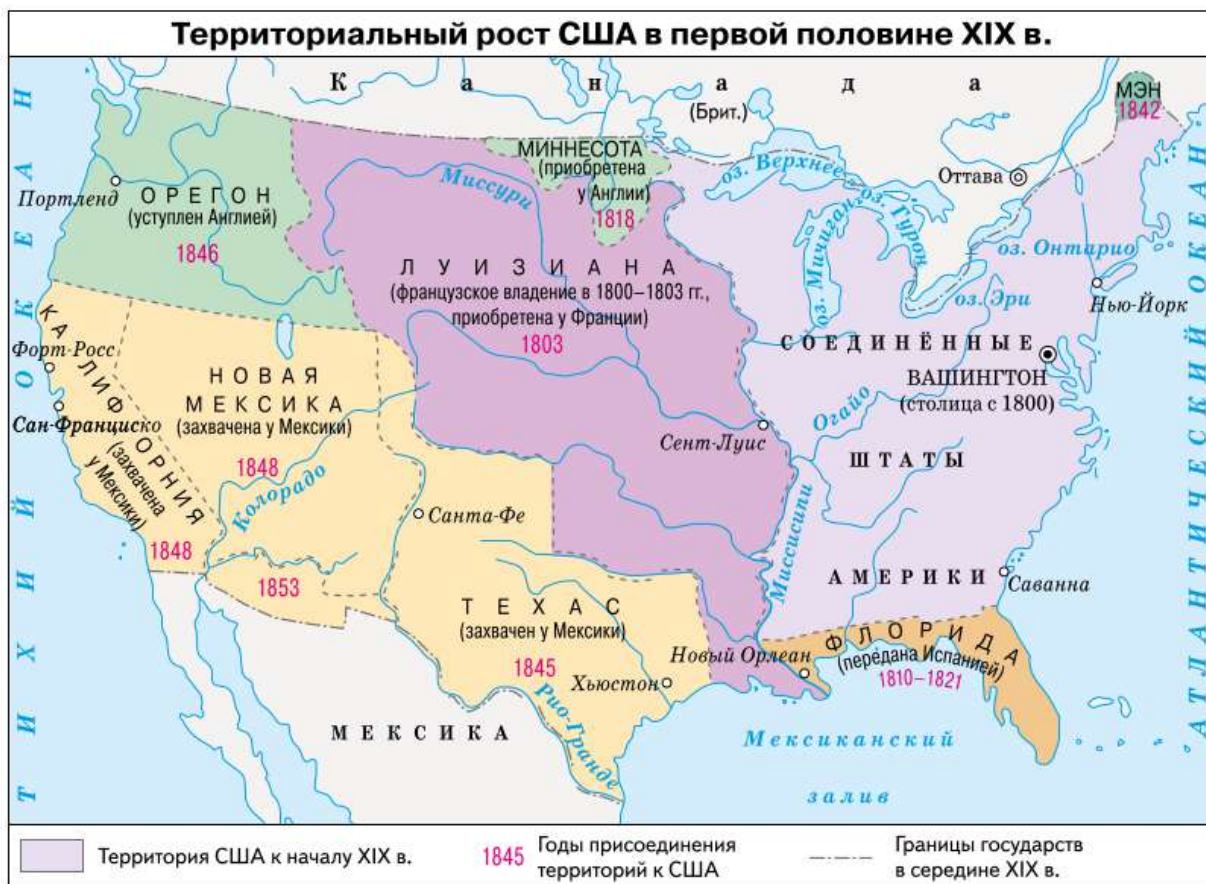 Территориальный рост США в первой половине XIX в.
Канада
(Брит.)
МЭН
1842
МИННЕСОТА
(приобретена
у Англии)
1818
оз. Верхнее
оз. Гурон
оз. Мичиган
Оттава
оз. Онтарио
оз. Эри
Нью-Йорк
Портленд
ОРЕГОН
(уступлен Англией)
1846
Миссури
ЛУИЗИАНА
(французское владение в 1800–1803 гг.,
приобретена у Франции)
1803
СОЕДИНЁННЫЕ
ВАШИНГТОН
(столица с 1800)
Огайо
ШТАТЫ
Сент-Луис
Миссисипи
АМЕРИКИ
Саванна
КАЛИФОРНИЯ
(захвачена
у Мексики)
1848
Форт-Росс
Сан-Франциско
НОВАЯ
МЕКСИКА
(захвачена у Мексики)
1848
Колорадо
Санта-Фе
1853
ТЕХАС
(захвачен у Мексики)
1845
Хьюстон
Новый Орлеан
ФЛОРИДА
(передана Испанией)
1810–1821
Рио-Гранде
МЕКСИКА
Мексиканский
залив
ТИХИЙ ОКЕАН
АТЛАНТИЧЕСКИЙ ОКЕАН
Территория США к началу XIX в.
1845
Годы присоединения
территорий к США
Границы государств
в середине XIX в.